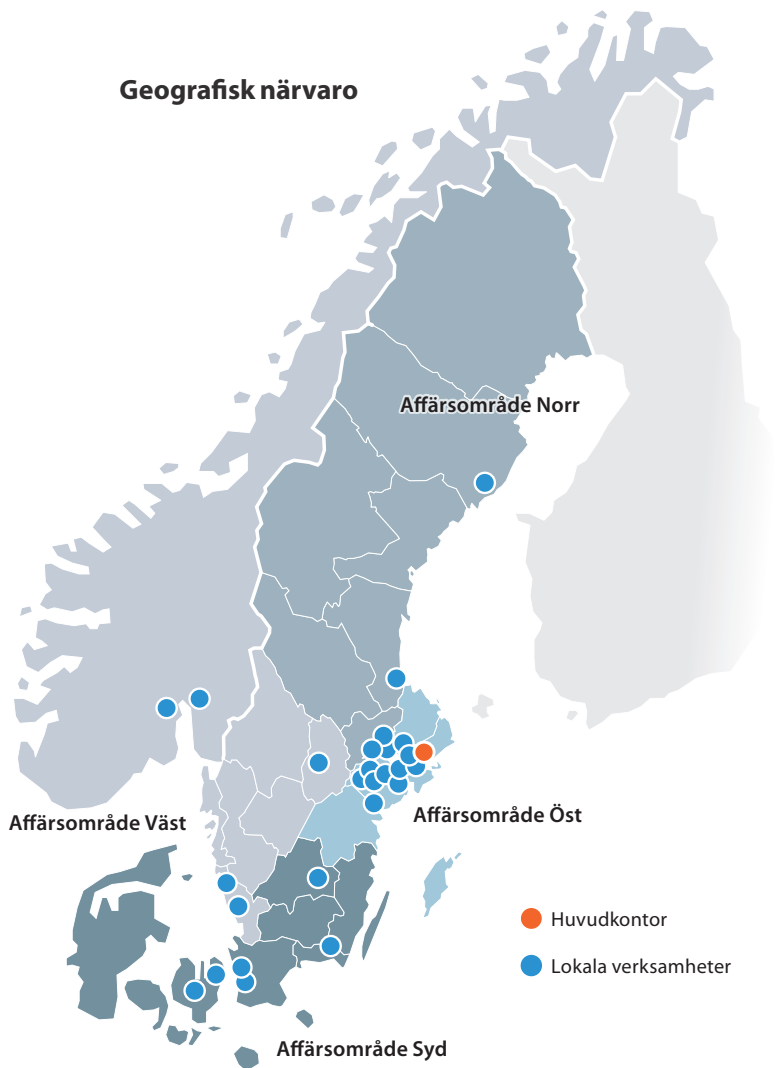 Geografisk närvaro
Affärsområde Norr
Affärsområde Väst
Affärsområde Öst
Huvudkontor
Lokala verksamheter
Affärsområde Syd